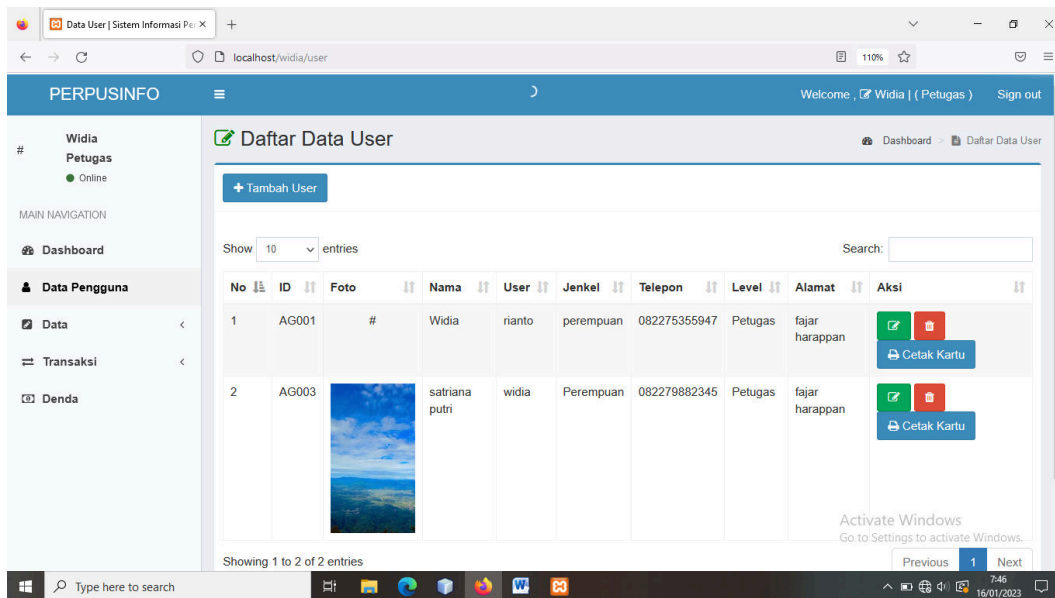 Data User | Sistem Informasi Per
localhost/widia/user
110%
PERPUSINFO
Welcome , Widia | ( Petugas )
Sign out
#
Widia
Petugas
Online
MAIN NAVIGATION
Dashboard
Data Pengguna
Data
Transaksi
Denda
Daftar Data User
Dashboard > Daftar Data User
Tambah User
Show 10 entries
Search:
No ID Foto Nama User Jenkel Telepon Level Alamat Aksi
1 AG001 # Widia rianto perempuan 082275355947 Petugas fajar
harappan
Cetak Kartu
2 AG003 satriana widia Perempuan 082279882345 Petugas fajar
putri harappan
Cetak Kartu
Activate Windows
Go to Settings to activate Windows.
Showing 1 to 2 of 2 entries
Previous 1 Next
Type here to search
7:46
16/01/2023